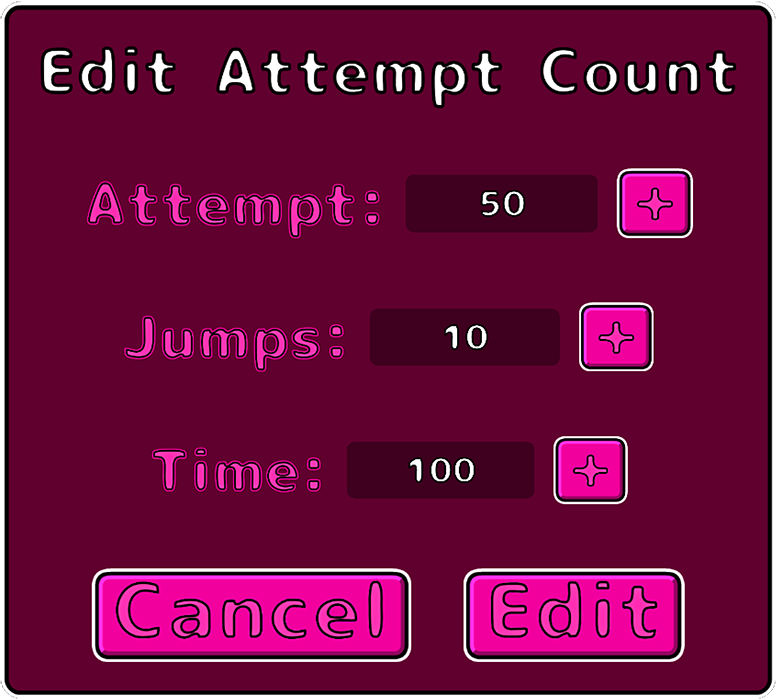 Edit Attempt Count
Attempt: 50 +
Jumps: 10 +
Time: 100 +
Cancel Edit